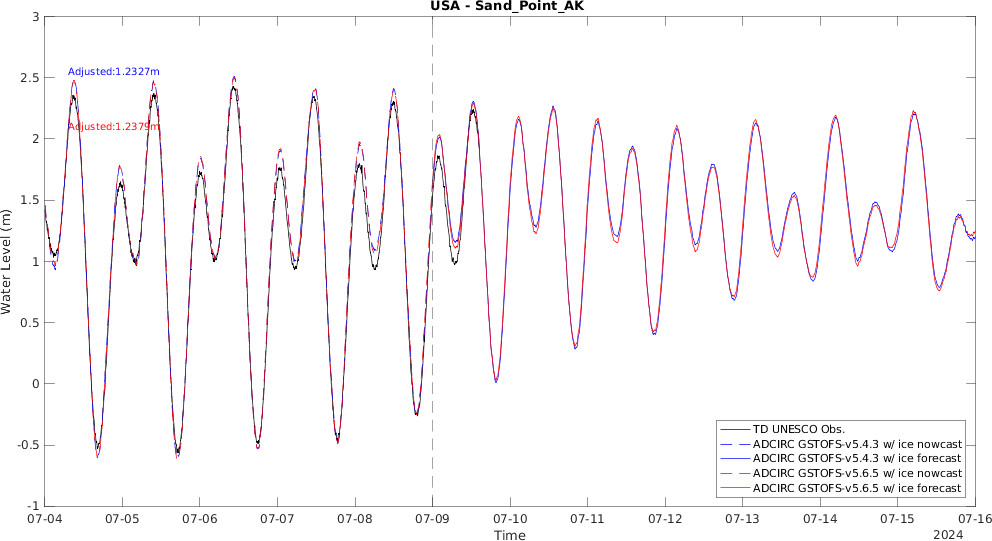 USA - Sand_Point_AK
3
2.5
2
1.5
1
0.5
0
-0.5
-1
Water Level (m)
Adjusted:1.2327m
Adjusted:1.2379m
TD UNESCO Obs.
ADCIRC GSTOFS-v5.4.3 w/ ice nowcast
ADCIRC GSTOFS-v5.4.3 w/ ice forecast
ADCIRC GSTOFS-v5.6.5 w/ ice nowcast
ADCIRC GSTOFS-v5.6.5 w/ ice forecast
07-04 07-05 07-06 07-07 07-08 07-09 07-10 07-11 07-12 07-13 07-14 07-15 07-16
Time
2024